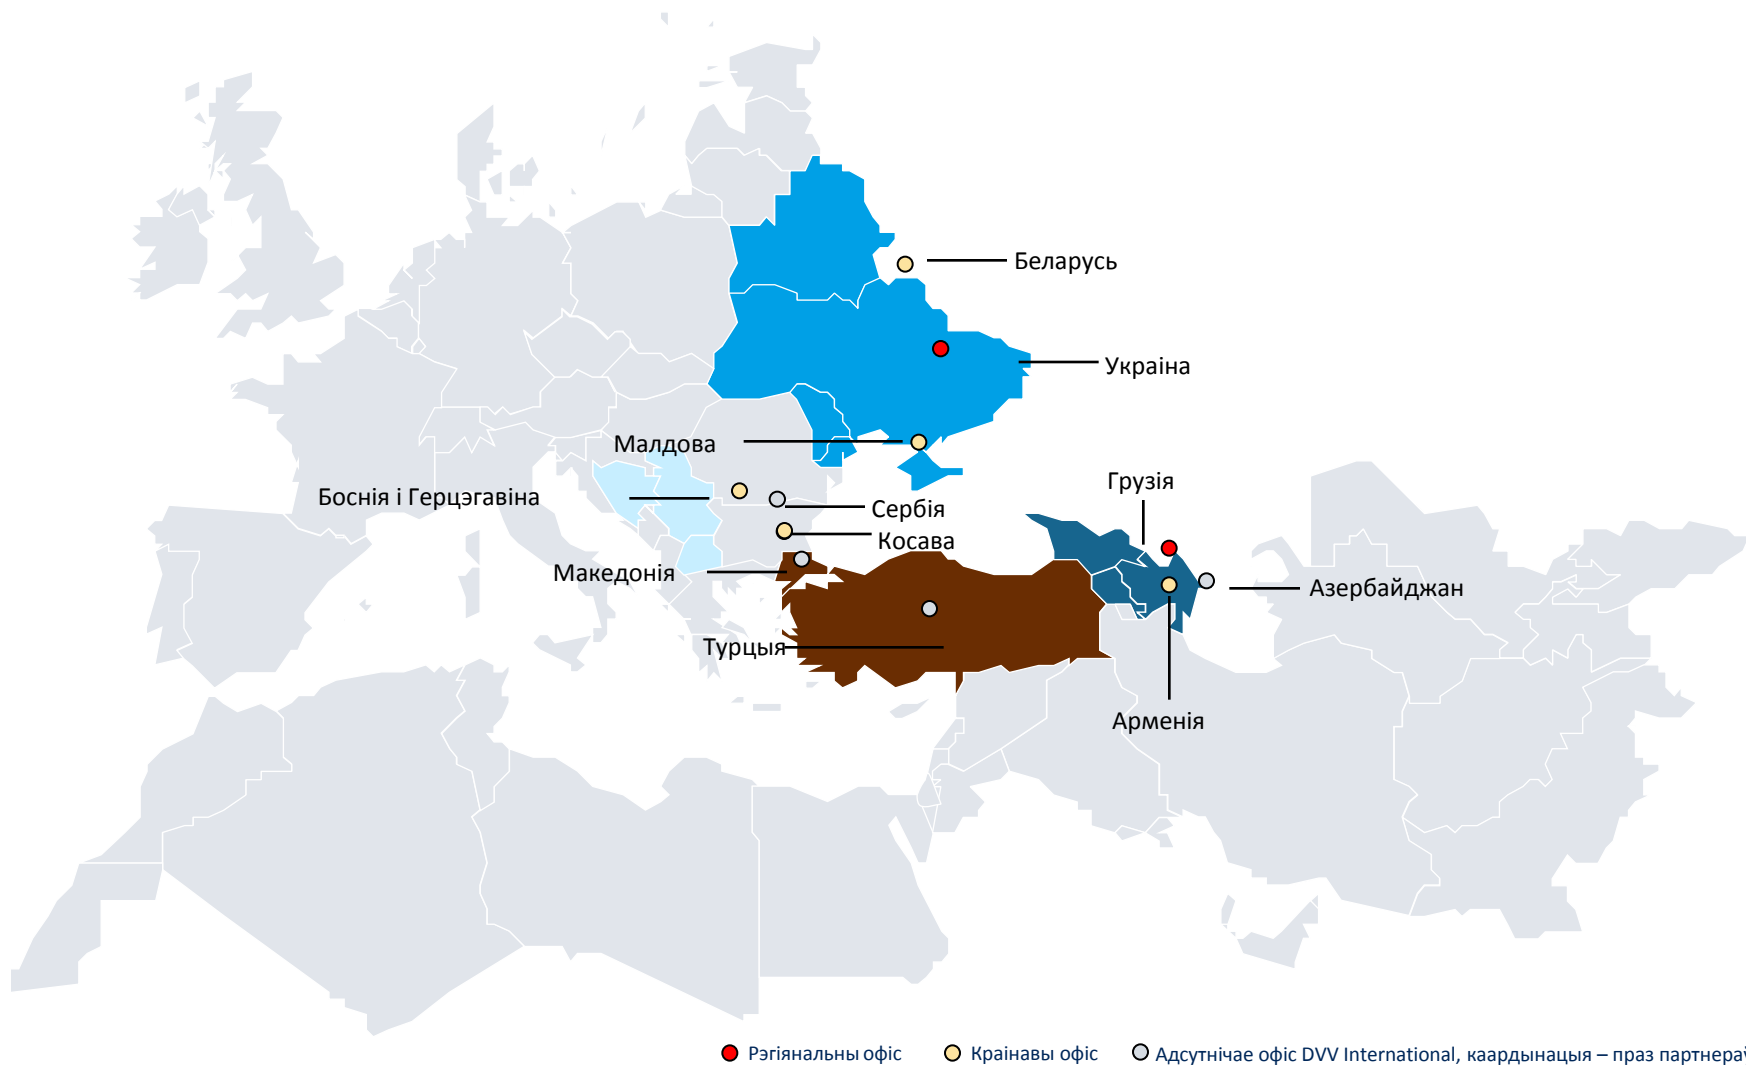 Беларусь
Украіна
Малдова
Грузія
Боснія і Герцэгавіна
Сербія
Косава
Македонія
Азербайджан
Турцыя
Арменія
Рэгіянальны офіс
Краінавы офіс
Адсутнічае офіс DVV International, каардынацыя – праз партнераў